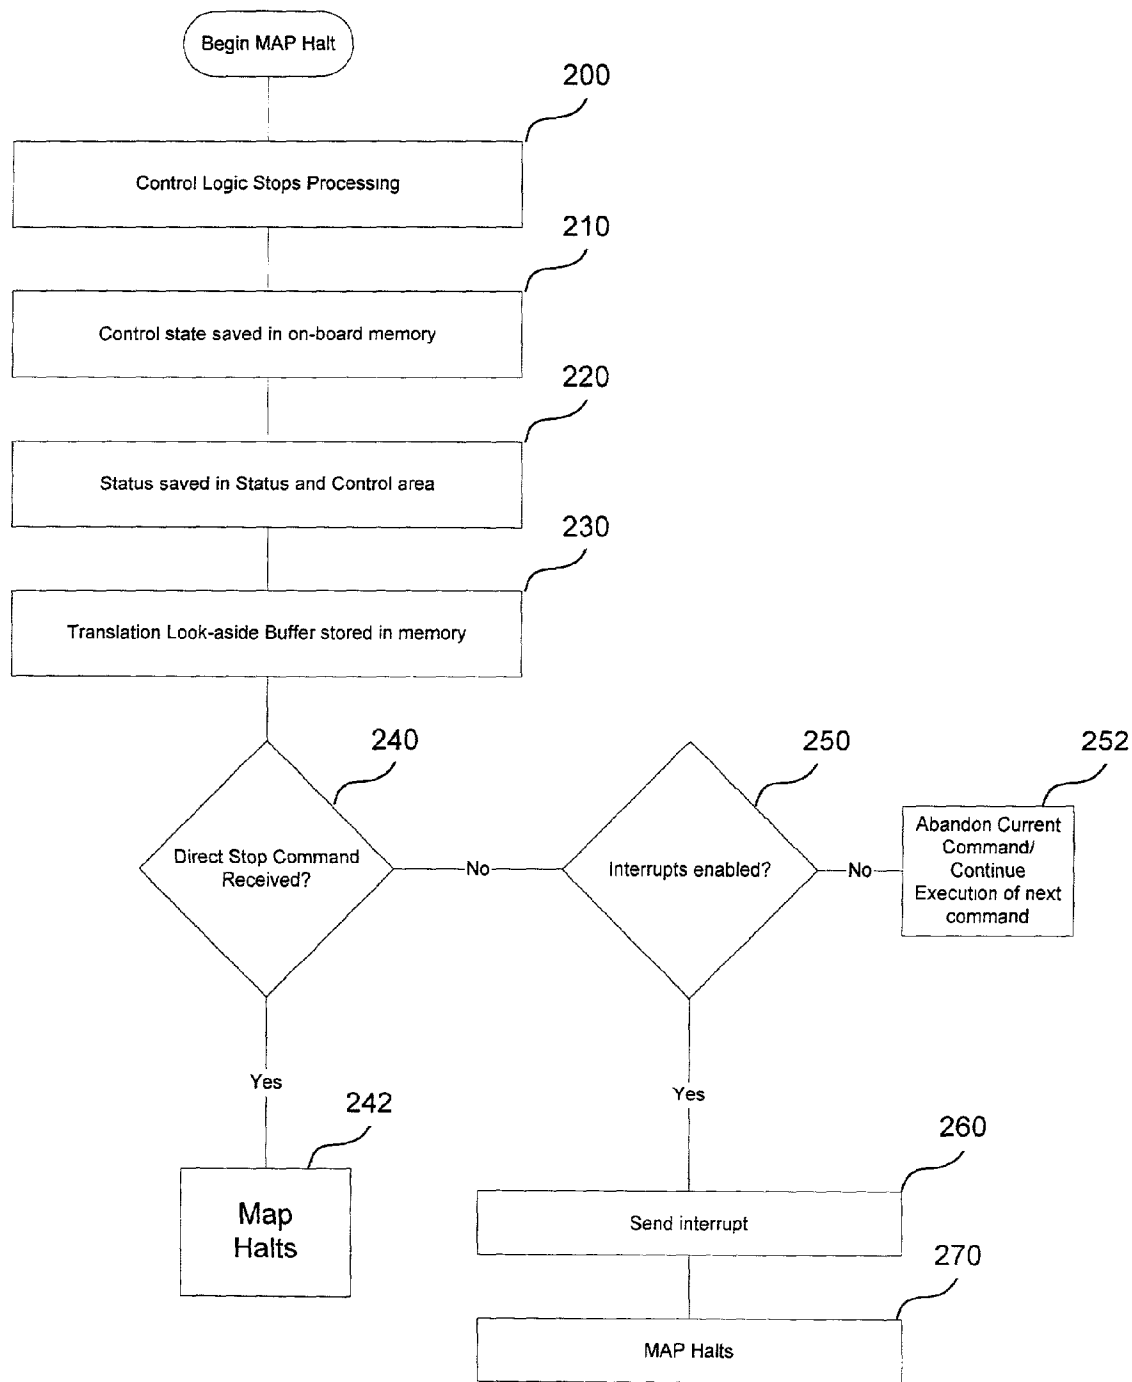 Begin MAP Halt
200
Control Logic Stops Processing
210
Control state saved in on-board memory
220
Status saved in Status and Control area
230
Translation Look-aside Buffer stored in memory
240
250
252
Direct Stop Command
Received?
No
Interrupts enabled?
No
Abandon Current
Command/
Continue
Execution of next
command
Yes
Yes
242
Map
Halts
260
Send interrupt
270
MAP Halts